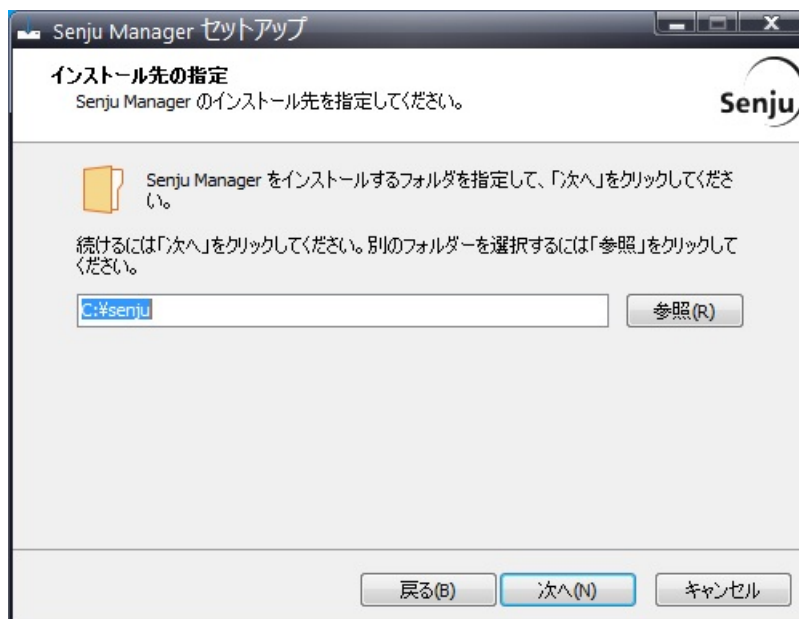 Senju Manager セットアップ
インストール先の指定
Senju Manager のインストール先を指定してください。
Senju
Senju Manager をインストールするフォルダを指定して、「次へ」をクリックしてくださ
い。
続けるには「次へ」をクリックしてください。別のフォルダーを選択するには「参照」をクリックして
ください。
C:¥senju
参照(R)
戻る(B)
次へ(N)
キャンセル